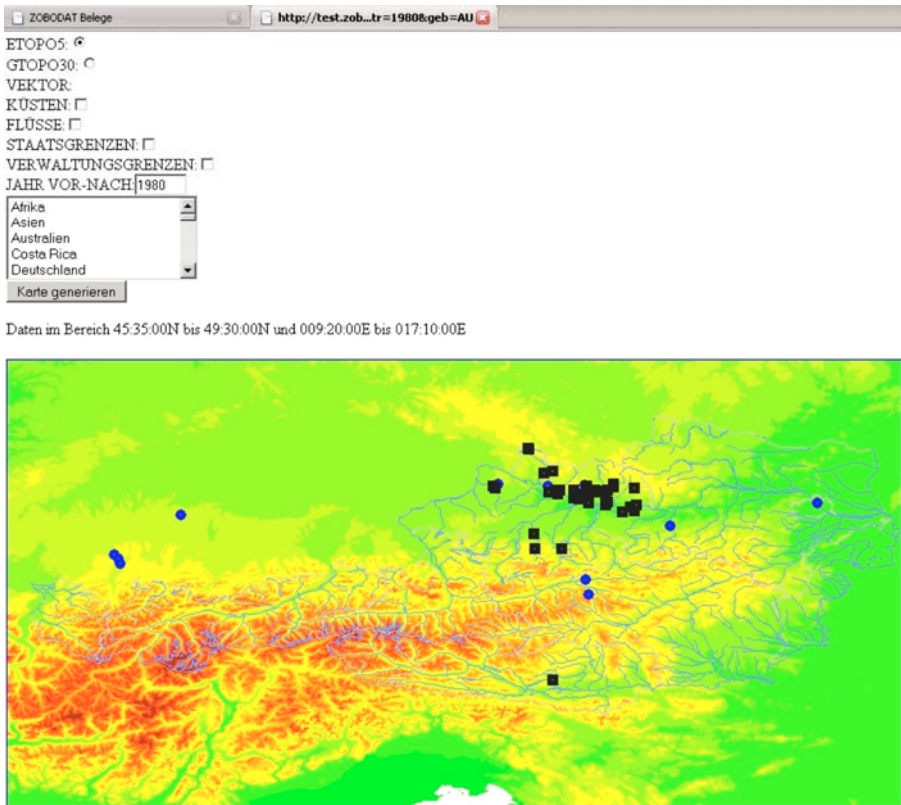 ZOBODAT Belege
http://test.zob...tr=1980&geb=AU
ETOPO5:
GTOPO30:
VEKTOR:
KÜSTEN:
FLÜSSE:
STAATSGRENZEN:
VERWALTUNGSGRENZEN:
JAHR VOR-NACH: 1980
Afrika
Asien
Australien
Costa Rica
Deutschland
Karte generieren
Daten im Bereich 45:35:00N bis 49:30:00N und 009:20:00E bis 017:10:00E